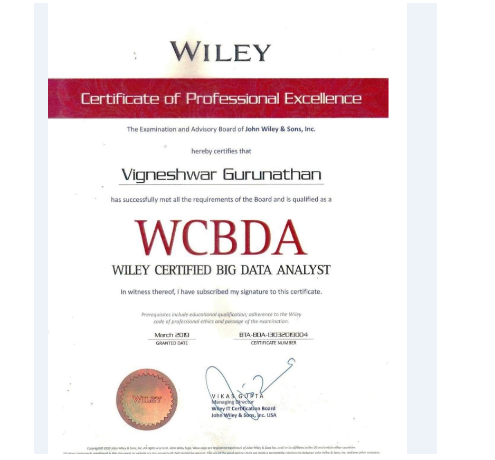 WILEY
Certificate of Professional Excellence
The Examination and Advisory Board of John Wiley & Sons, Inc.
hereby certifies that
Vigneshwar Gurunathan
has successfully met all the requirements of the Board and is qualified as a
WCBDA
WILEY CERTIFIED BIG DATA ANALYST
In witness thereof, I have subscribed my signature to this certificate.
Prerequisites include educational qualification; adherence to the Wiley
code of professional ethics and passage of the examination.
March 2019 BTA-BDA-13032019004
GRANTED DATE CERTIFICATE NUMBER
WILEY
VIKAS GUPTA
Managing Director
Wiley IT Certification Board
John Wiley & Sons, Inc. USA